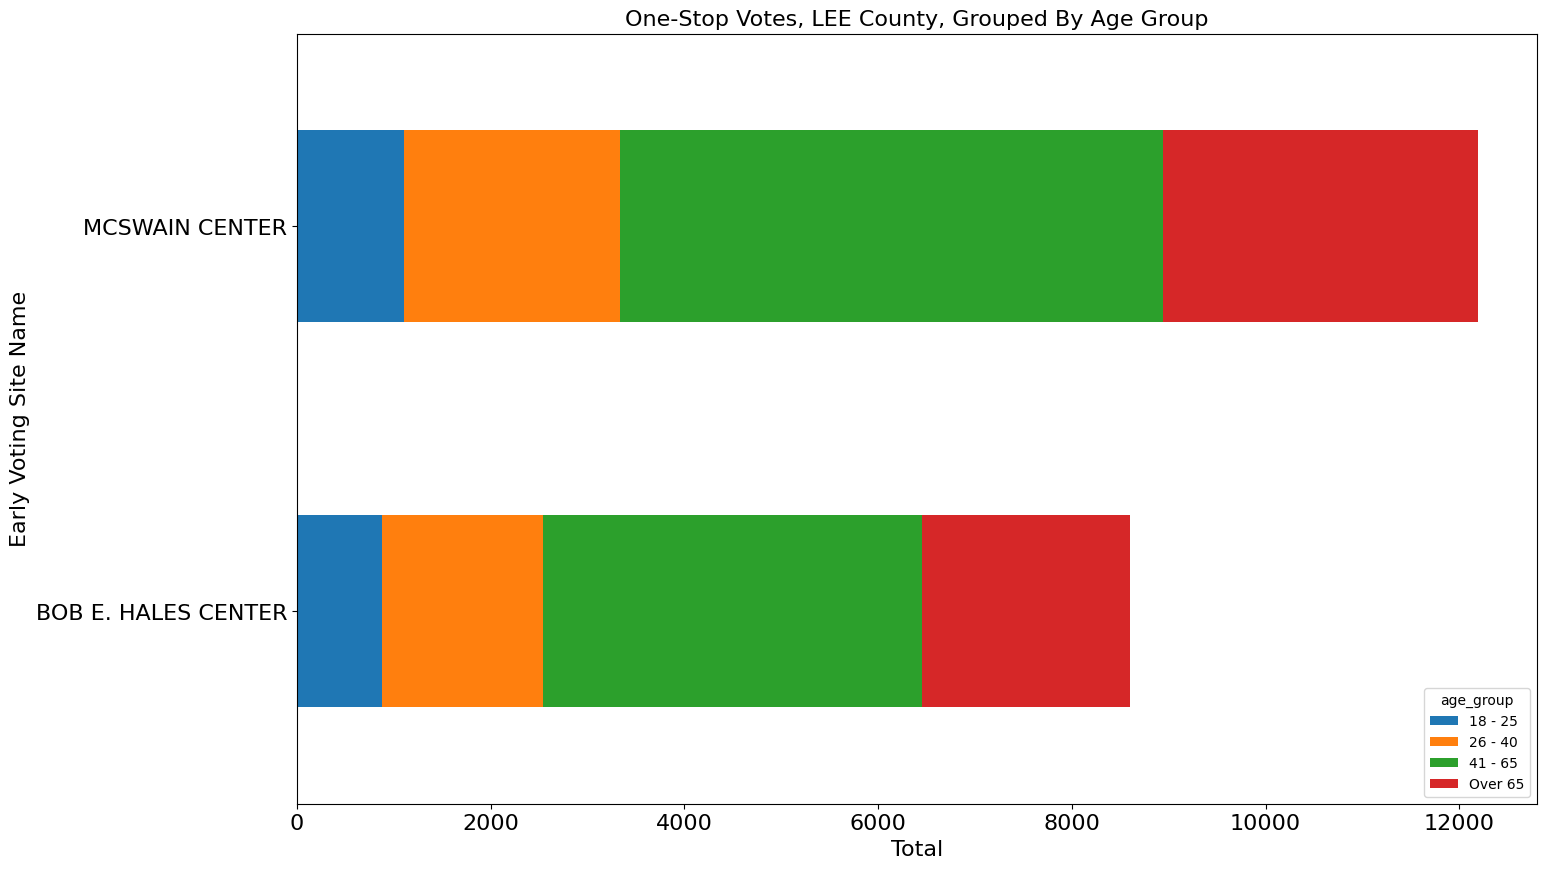 One-Stop Votes, LEE County, Grouped By Age Group
Early Voting Site Name
MCSWAIN CENTER
BOB E. HALES CENTER
age_group
18 - 25
26 - 40
41 - 65
Over 65
0 2000 4000 6000 8000 10000 12000
Total